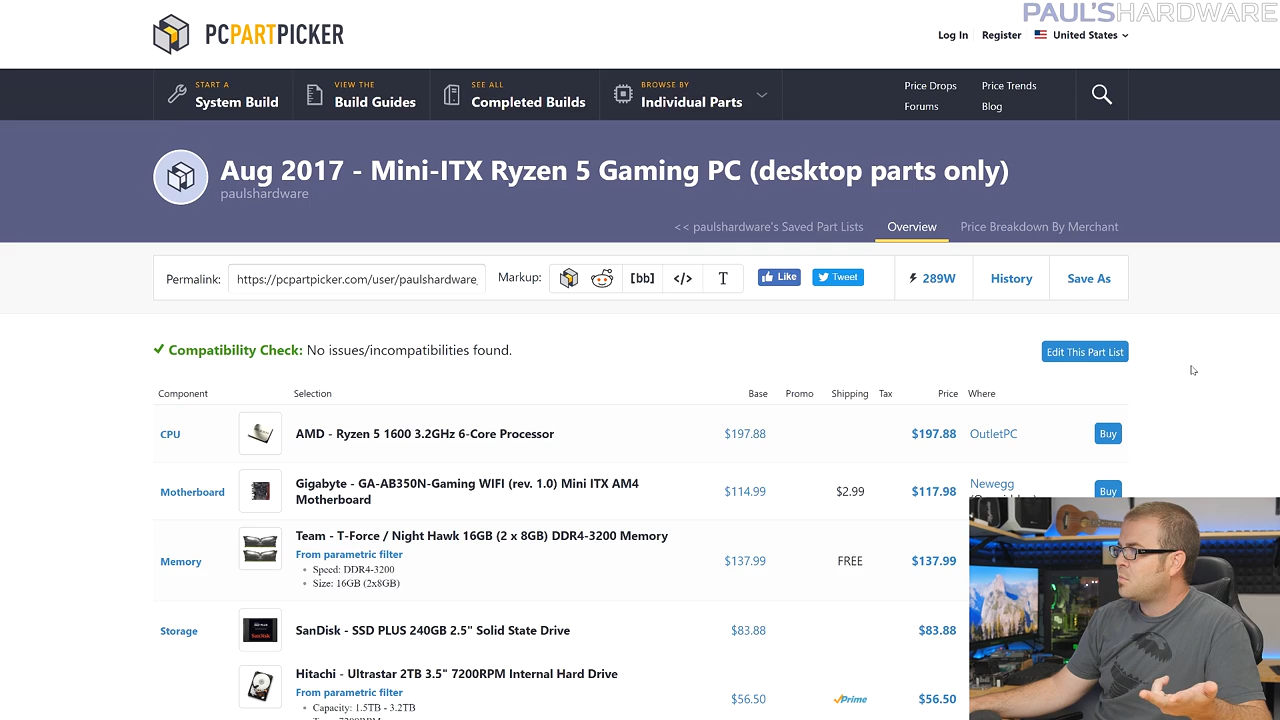 PAUL'SHARDWARE
PCPARTPICKER
Log In Register United States
START A
System Build
VIEW THE
Build Guides
SEE ALL
Completed Builds
BROWSE BY
Individual Parts
Price Drops Price Trends
Forums Blog
Aug 2017 - Mini-ITX Ryzen 5 Gaming PC (desktop parts only)
paulshardware
<< paulshardware's Saved Part Lists Overview Price Breakdown By Merchant
Permalink: https://pcpartpicker.com/user/paulshardware Markup: [bb] </> T Like Tweet 289W History Save As
Compatibility Check: No issues/incompatibilities found.
Edit This Part List
Component Selection Base Promo Shipping Tax Price Where
CPU AMD - Ryzen 5 1600 3.2GHz 6-Core Processor $197.88 $197.88 OutletPC Buy
Motherboard Gigabyte - GA-AB350N-Gaming WIFI (rev. 1.0) Mini ITX AM4 Motherboard $114.99 $2.99 $117.98 Newegg Buy
Memory Team - T-Force / Night Hawk 16GB (2 x 8GB) DDR4-3200 Memory
From parametric filter
• Speed: DDR4-3200
• Size: 16GB (2x8GB)
$137.99 FREE $137.99
Storage SanDisk - SSD PLUS 240GB 2.5" Solid State Drive $83.88 $83.88
Hitachi - Ultrastar 2TB 3.5" 7200RPM Internal Hard Drive
From parametric filter
• Capacity: 1.5TB - 3.2TB
$56.50 Prime $56.50